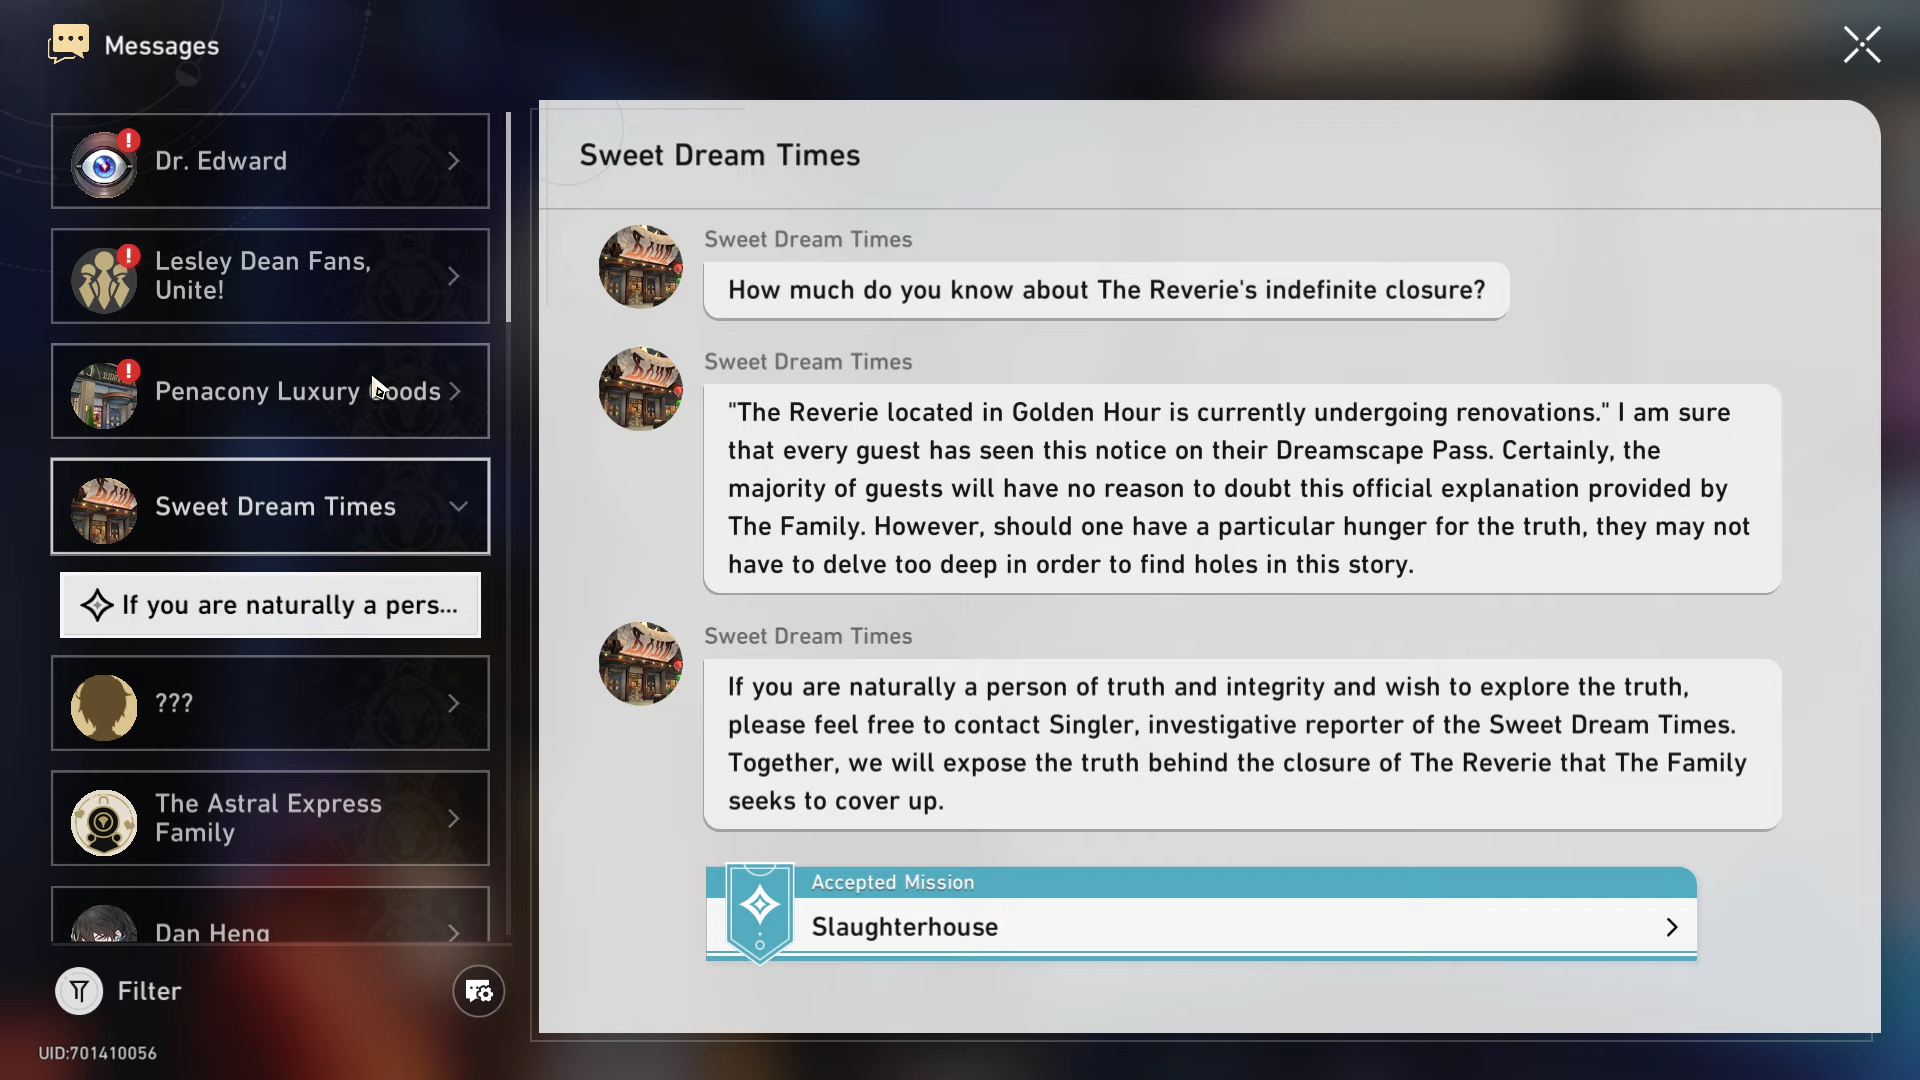 Messages
Dr. Edward
Lesley Dean Fans,
Unite!
Penacony Luxury Goods
Sweet Dream Times
If you are naturally a pers...
???
The Astral Express
Family
Dan Heng
Filter
UID:701410056
Sweet Dream Times
Sweet Dream Times
How much do you know about The Reverie's indefinite closure?
Sweet Dream Times
"The Reverie located in Golden Hour is currently undergoing renovations." I am sure
that every guest has seen this notice on their Dreamscape Pass. Certainly, the
majority of guests will have no reason to doubt this official explanation provided by
The Family. However, should one have a particular hunger for the truth, they may not
have to delve too deep in order to find holes in this story.
Sweet Dream Times
If you are naturally a person of truth and integrity and wish to explore the truth,
please feel free to contact Singler, investigative reporter of the Sweet Dream Times.
Together, we will expose the truth behind the closure of The Reverie that The Family
seeks to cover up.
Accepted Mission
Slaughterhouse